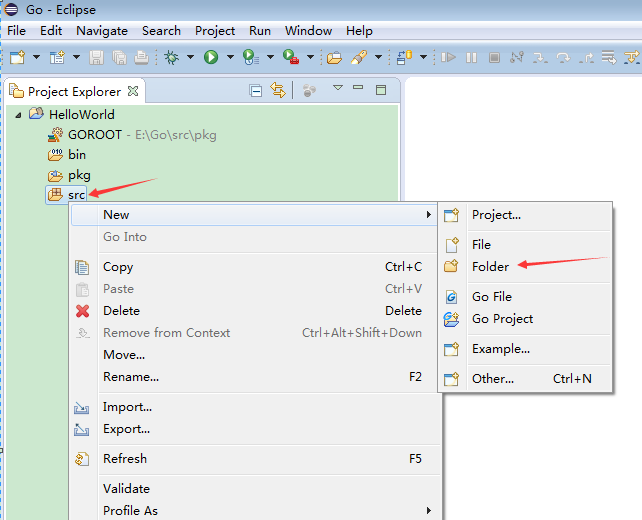 Go - Eclipse
File Edit Navigate Search Project Run Window Help
Project Explorer
HelloWorld
GOROOT - E:\Go\src\pkg
bin
pkg
src
New
Go Into
Copy Ctrl+C
Paste Ctrl+V
Delete Delete
Remove from Context Ctrl+Alt+Shift+Down
Move...
Rename... F2
Import...
Export...
Refresh F5
Validate
Profile As
Project...
File
Folder
Go File
Go Project
Example...
Other... Ctrl+N